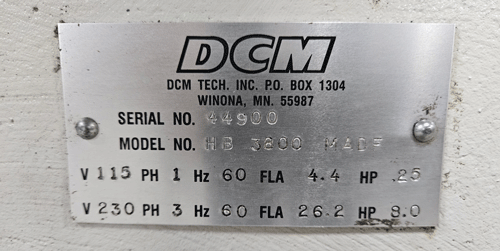 DCM
DCM TECH. INC. P.O. BOX 1304
WINONA, MN. 55987
SERIAL NO. 44900
MODEL NO. HB 3800 MADF
V 115 PH 1 Hz 60 FLA 4.4 HP .25
V 230 PH 3 Hz 60 FLA 26.2 HP 8.0